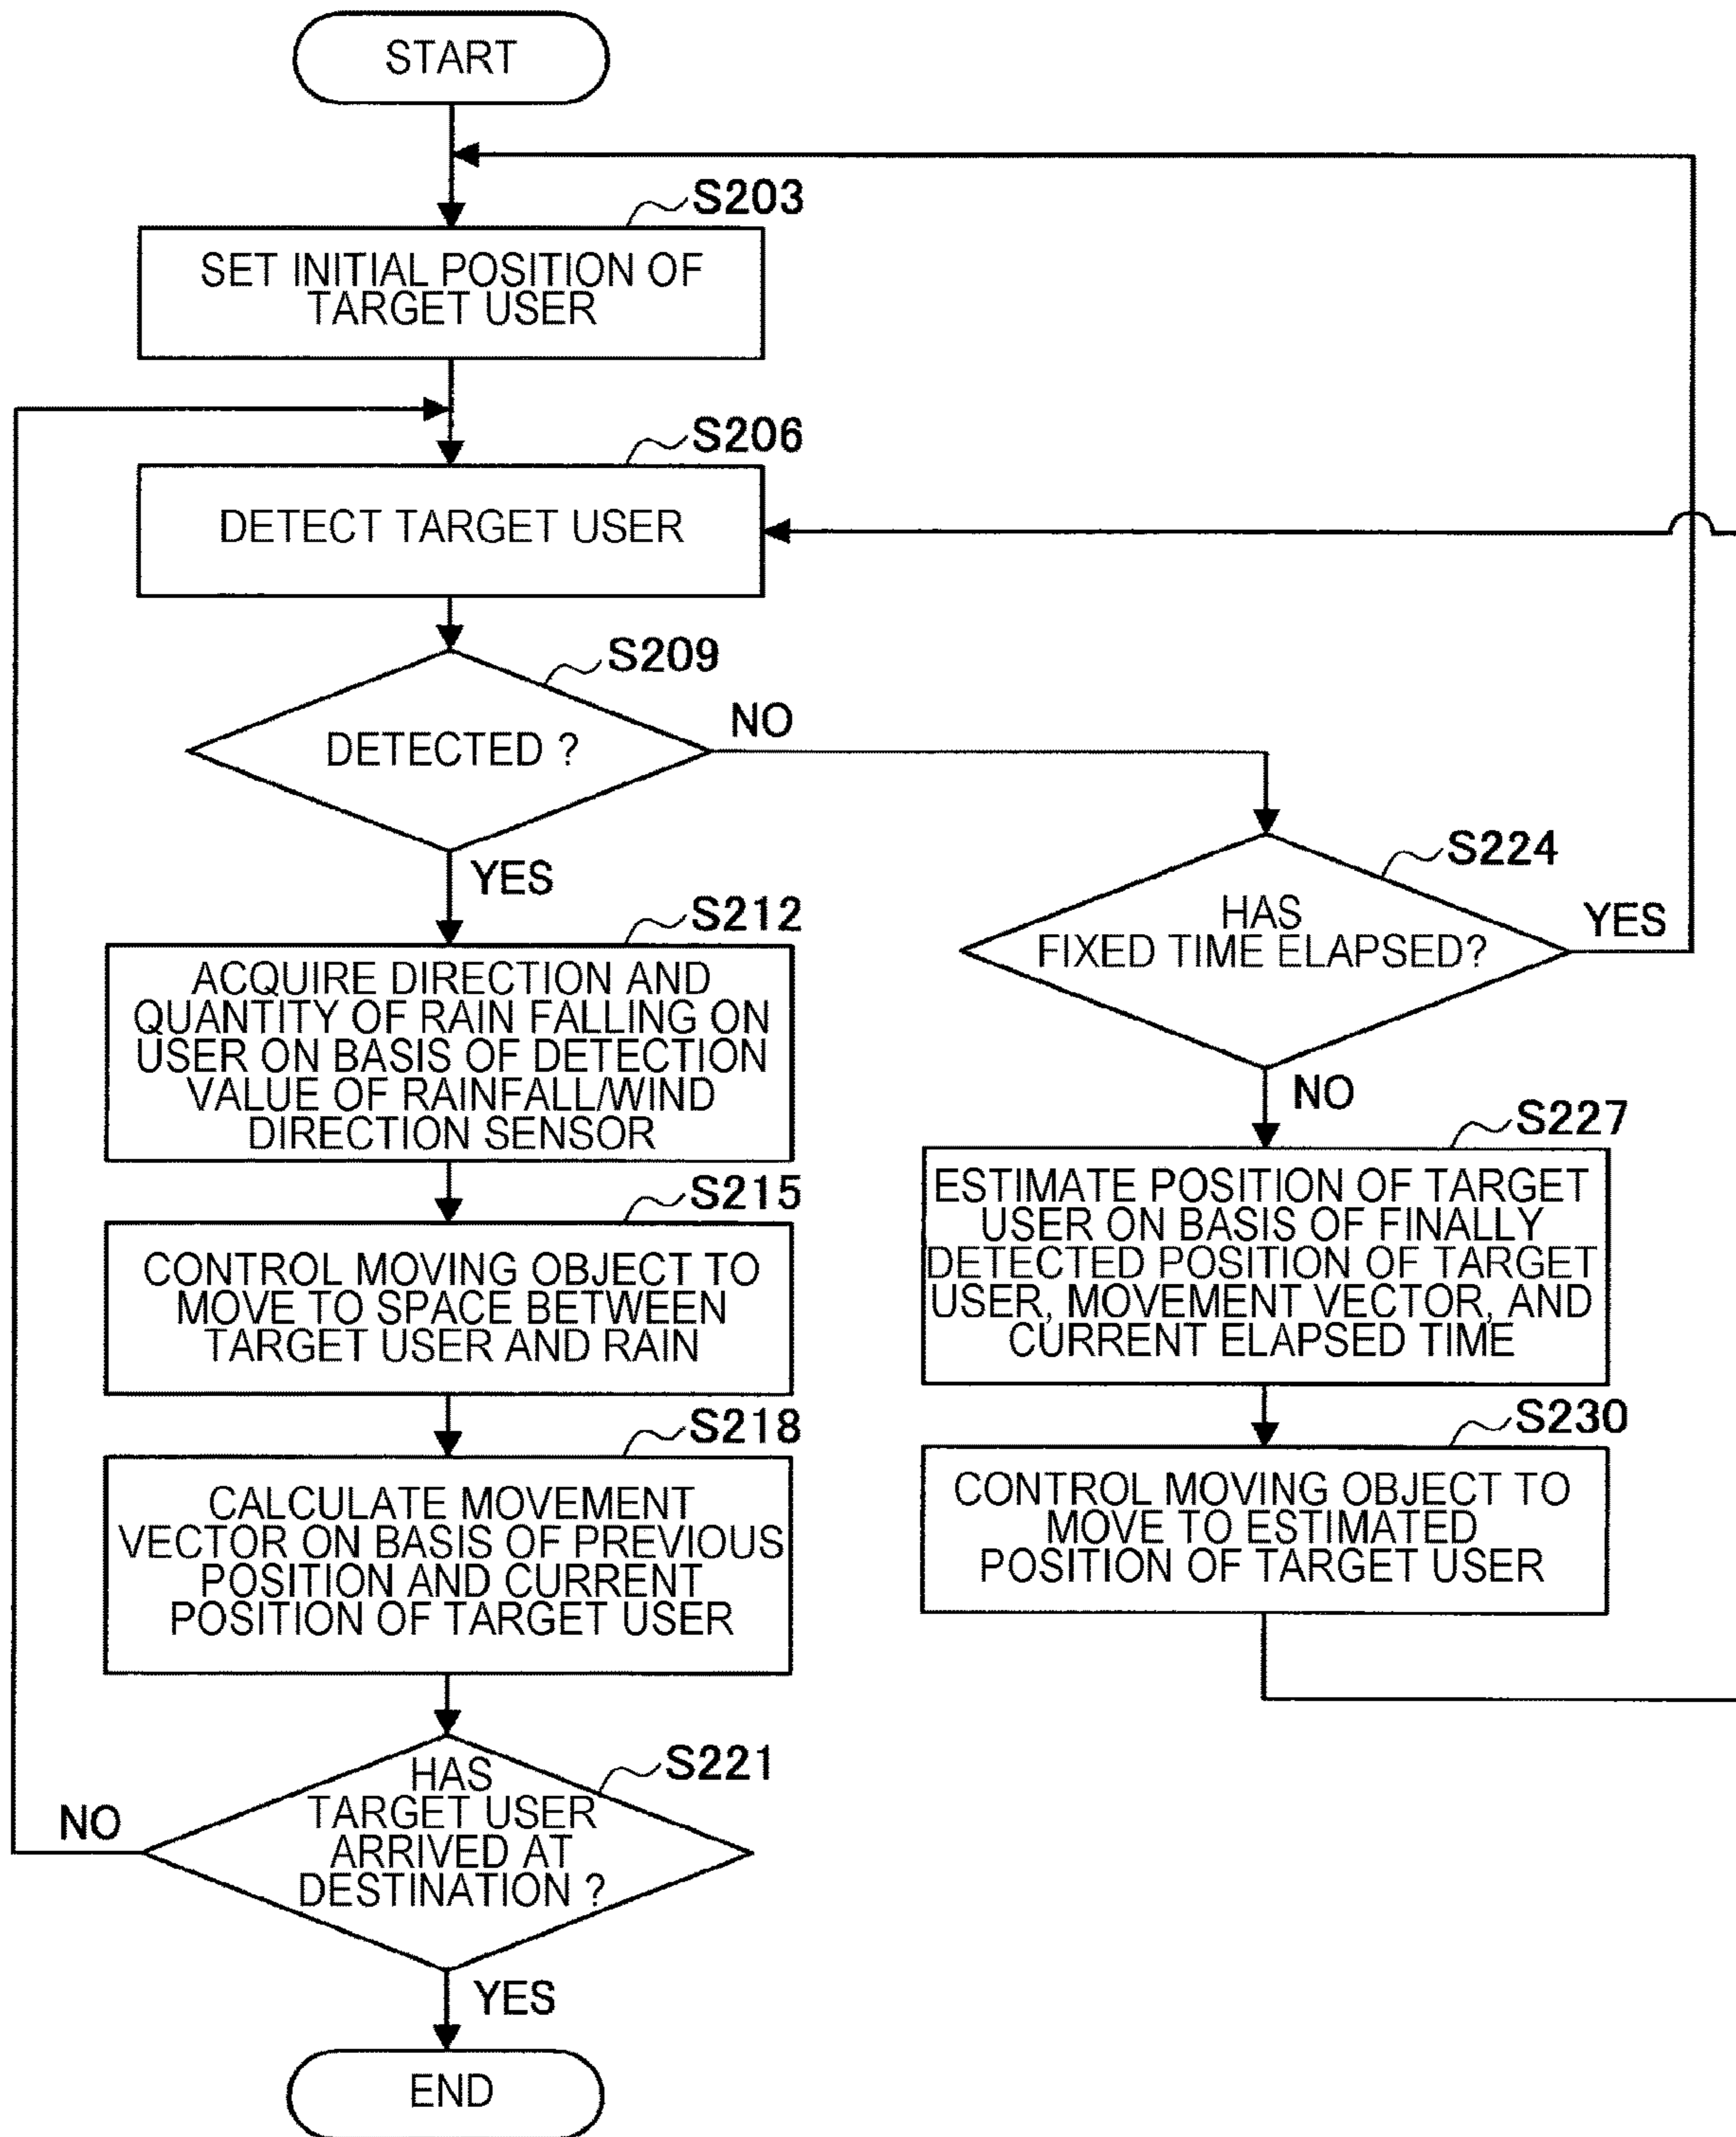 START
S203
SET INITIAL POSITION OF
TARGET USER
S206
DETECT TARGET USER
S209
DETECTED ?
NO
YES
S212
ACQUIRE DIRECTION AND
QUANTITY OF RAIN FALLING ON
USER ON BASIS OF DETECTION
VALUE OF RAINFALL/WIND
DIRECTION SENSOR
S215
CONTROL MOVING OBJECT TO
MOVE TO SPACE BETWEEN
TARGET USER AND RAIN
S218
CALCULATE MOVEMENT
VECTOR ON BASIS OF PREVIOUS
POSITION AND CURRENT
POSITION OF TARGET USER
S221
HAS
TARGET USER
ARRIVED AT
DESTINATION ?
NO
YES
END
S224
HAS
FIXED TIME ELAPSED?
YES
NO
S227
ESTIMATE POSITION OF TARGET
USER ON BASIS OF FINALLY
DETECTED POSITION OF TARGET
USER, MOVEMENT VECTOR, AND
CURRENT ELAPSED TIME
S230
CONTROL MOVING OBJECT TO
MOVE TO ESTIMATED
POSITION OF TARGET USER